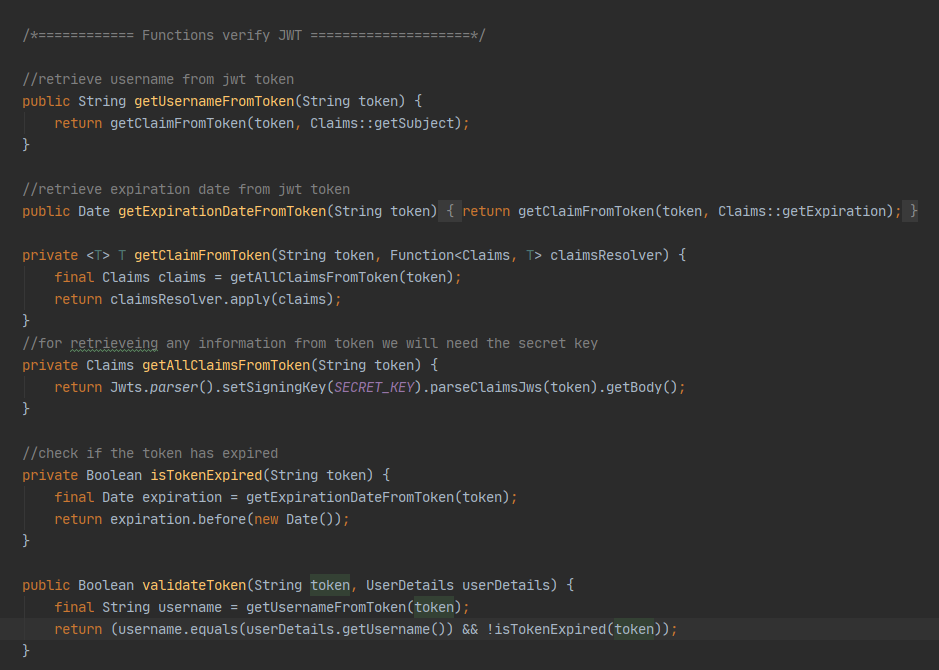 /*============ Functions verify JWT ====================*/
//retrieve username from jwt token
public String getUsernameFromToken(String token) {
return getClaimFromToken(token, Claims::getSubject);
}
//retrieve expiration date from jwt token
public Date getExpirationDateFromToken(String token) { return getClaimFromToken(token, Claims::getExpiration); }
private <T> T getClaimFromToken(String token, Function<Claims, T> claimsResolver) {
final Claims claims = getAllClaimsFromToken(token);
return claimsResolver.apply(claims);
}
//for retrieveing any information from token we will need the secret key
private Claims getAllClaimsFromToken(String token) {
return Jwts.parser().setSigningKey(SECRET_KEY).parseClaimsJws(token).getBody();
}
//check if the token has expired
private Boolean isTokenExpired(String token) {
final Date expiration = getExpirationDateFromToken(token);
return expiration.before(new Date());
}
public Boolean validateToken(String token, UserDetails userDetails) {
final String username = getUsernameFromToken(token);
return (username.equals(userDetails.getUsername()) && !isTokenExpired(token));
}